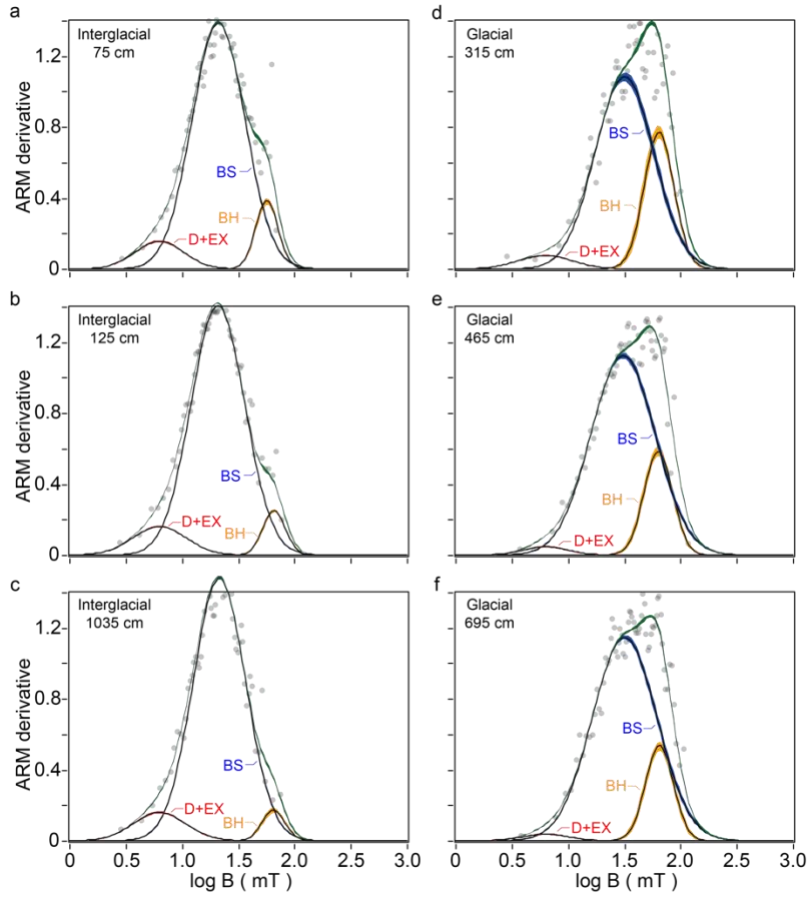 a
Interglacial
75 cm
1.2
0.8
0.4
0
ARM derivative
BS
BH
D+EX
d
Glacial
315 cm
BS
BH
D+EX
b
Interglacial
125 cm
1.2
0.8
0.4
0
ARM derivative
BS
D+EX
BH
e
Glacial
465 cm
BS
BH
D+EX
c
Interglacial
1035 cm
1.2
0.8
0.4
0
ARM derivative
BS
D+EX
BH
0 0.5 1.0 1.5 2.0 3.0
log B ( mT )
f
Glacial
695 cm
BS
BH
D+EX
0 0.5 1.0 1.5 2.0 3.0
log B ( mT )